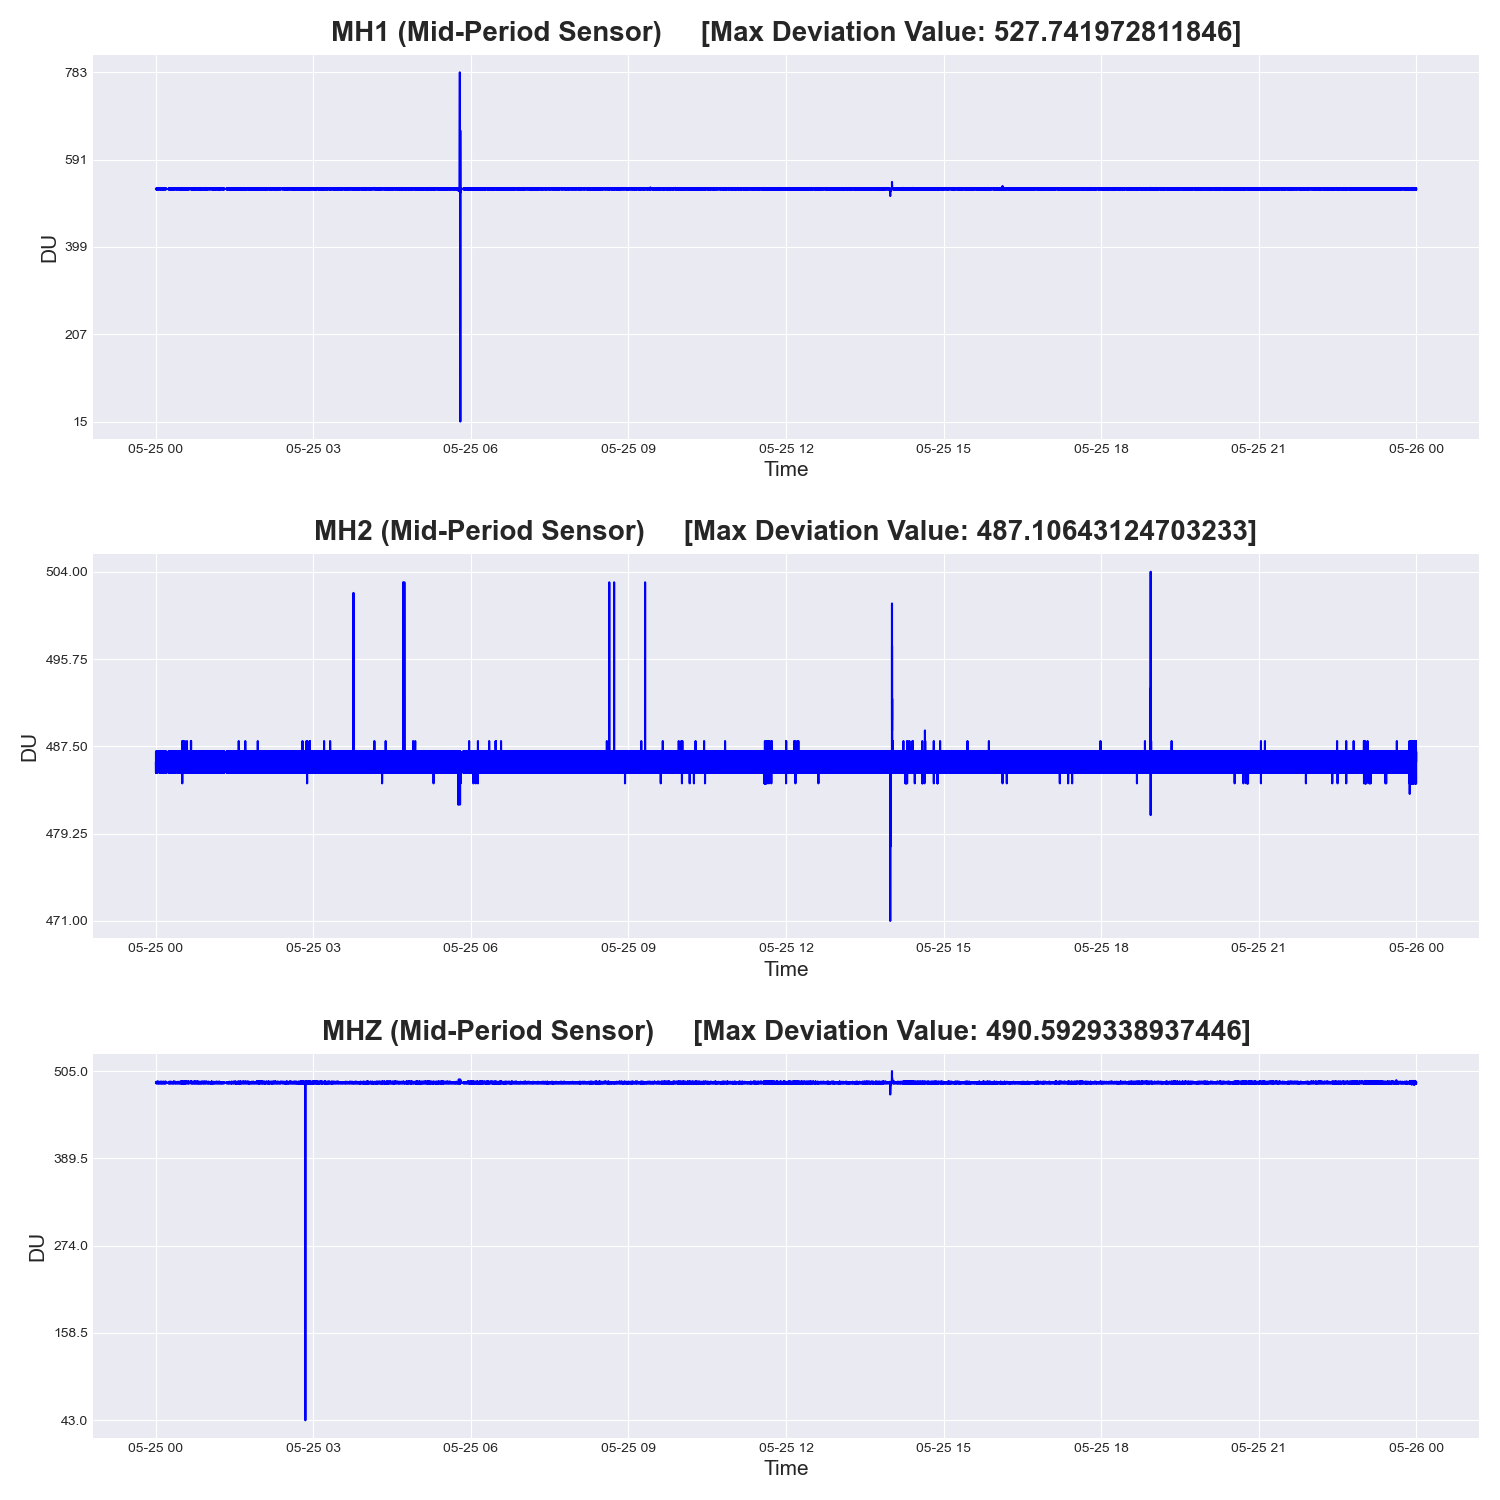 MH1 (Mid-Period Sensor) [Max Deviation Value: 527.741972811846]
783
591
399
207
15
DU
05-25 00 05-25 03 05-25 06 05-25 09 05-25 12 05-25 15 05-25 18 05-25 21 05-26 00
Time
MH2 (Mid-Period Sensor) [Max Deviation Value: 487.10643124703233]
504.00
495.75
487.50
479.25
471.00
DU
05-25 00 05-25 03 05-25 06 05-25 09 05-25 12 05-25 15 05-25 18 05-25 21 05-26 00
Time
MHZ (Mid-Period Sensor) [Max Deviation Value: 490.5929338937446]
505.0
389.5
274.0
158.5
43.0
DU
05-25 00 05-25 03 05-25 06 05-25 09 05-25 12 05-25 15 05-25 18 05-25 21 05-26 00
Time